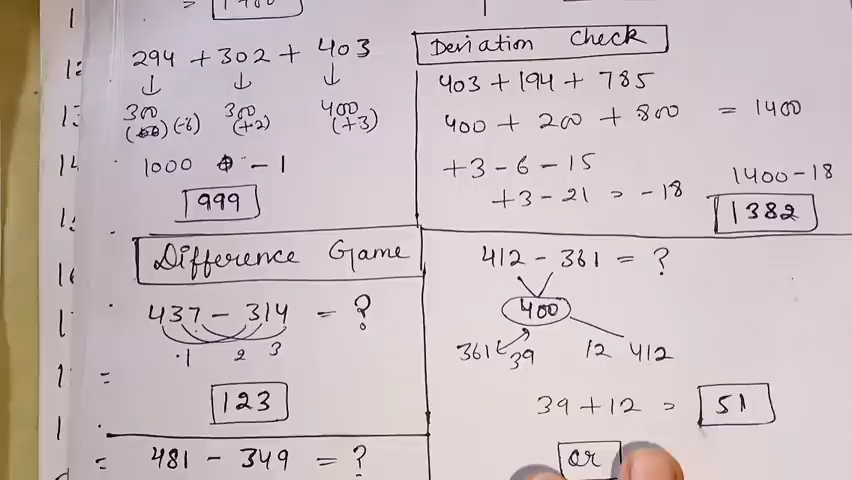 294 + 302 + 403
↓ ↓ ↓
300 300 400
(-6) (+2) (+3)
1000 - 1
999
Difference Game
437 - 314 = ?
1 2 3
=
123
= 481 - 349 = ?
Deviation Check
403 + 194 + 785
400 + 200 + 800 = 1400
+3 - 6 - 15
+3 - 21 = -18
1400 - 18
1382
412 - 361 = ?
400
361 39 12 412
39 + 12 = 51
or